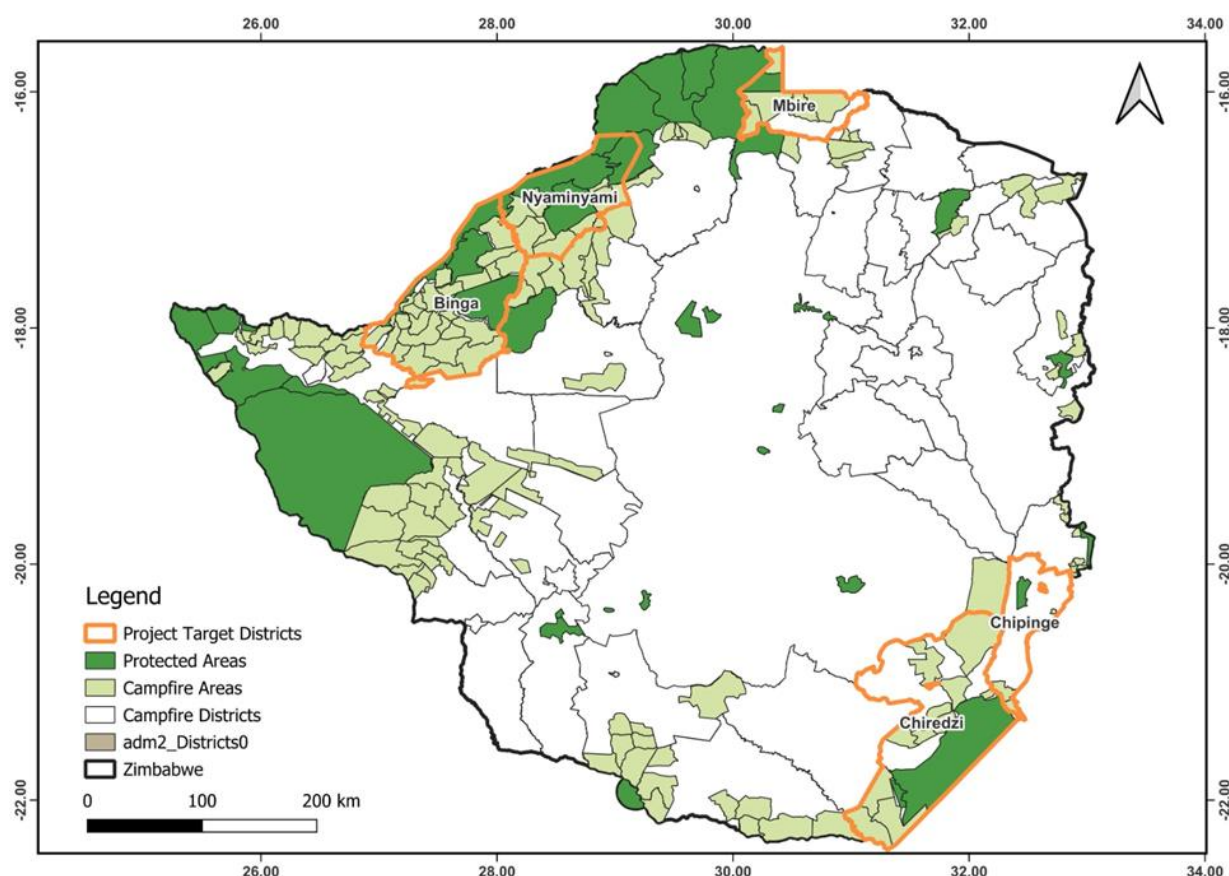 26.00 28.00 30.00 32.00 34.00
-16.00 -16.00
Mbire
Nyaminyami
Binga
-18.00 -18.00
-20.00 -20.00
Chipinge
Chiredzi
-22.00 -22.00
Legend
Project Target Districts
Protected Areas
Campfire Areas
Campfire Districts
adm2_Districts0
Zimbabwe
0 100 200 km
26.00 28.00 30.00 32.00 34.00